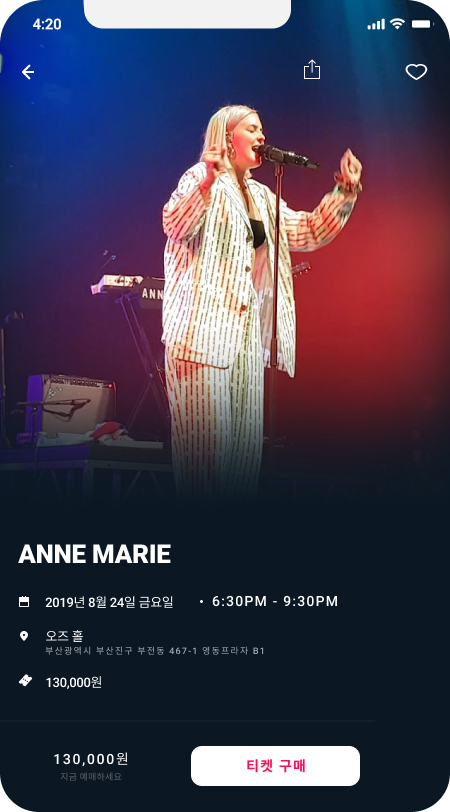 4:20
ANN
ANNE MARIE
2019년 8월 24일 금요일 • 6:30PM - 9:30PM
오즈 홀
부산광역시 부산진구 부전동 467-1 영동프라자 B1
130,000원
130,000원
지금 예매하세요
티켓 구매